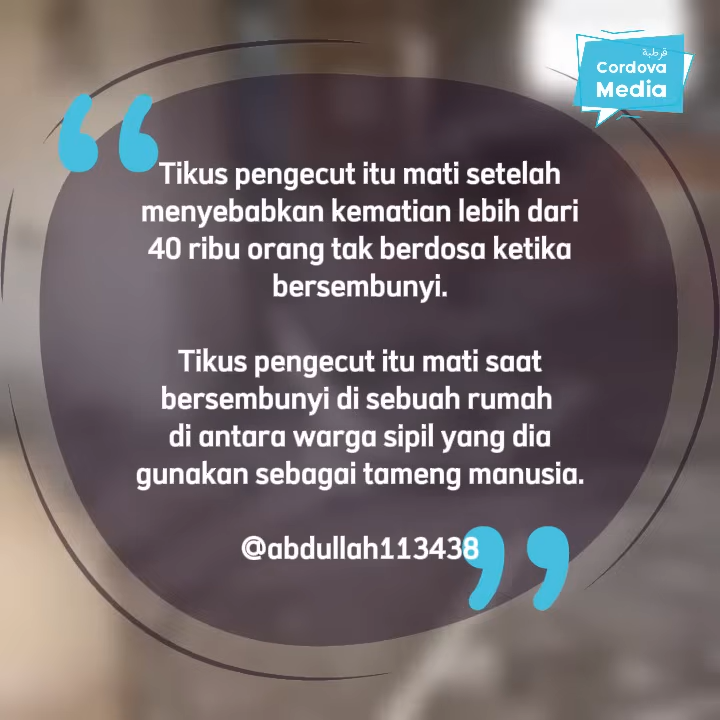 قرطبة
Cordova
Media
Tikus pengecut itu mati setelah
menyebabkan kematian lebih dari
40 ribu orang tak berdosa ketika
bersembunyi.
Tikus pengecut itu mati saat
bersembunyi di sebuah rumah
di antara warga sipil yang dia
gunakan sebagai tameng manusia.
@abdullah113438